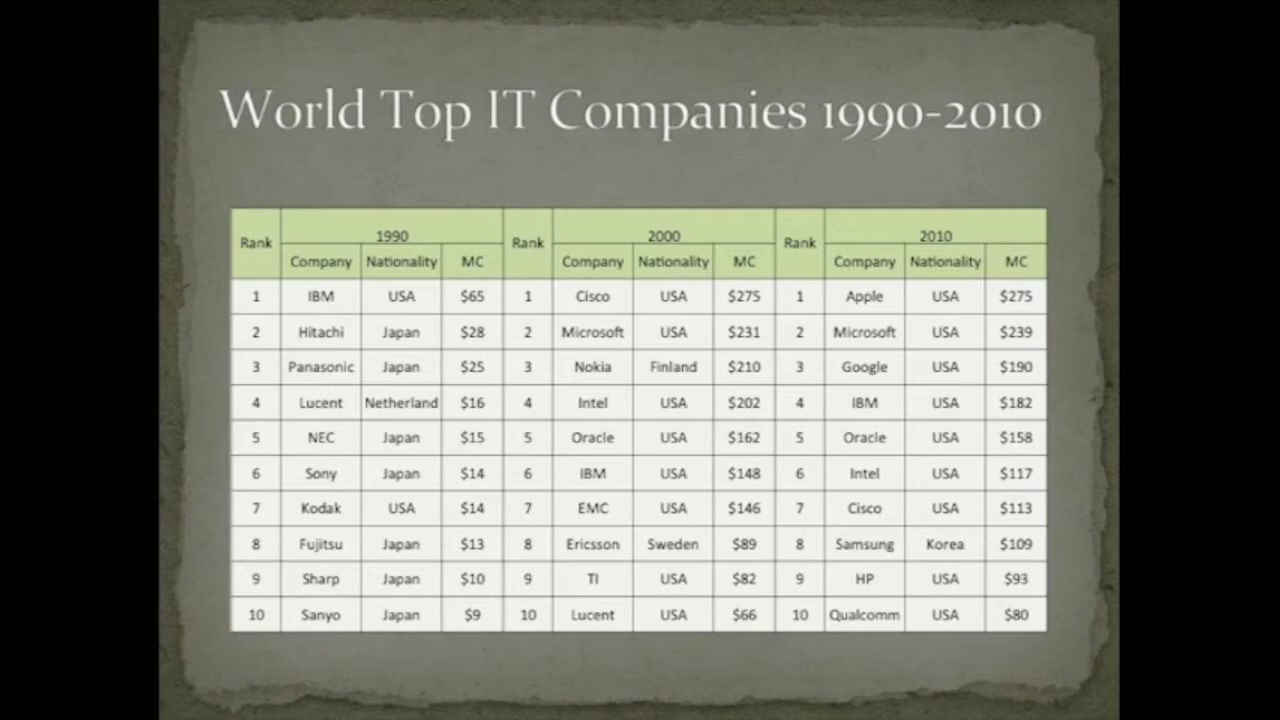 World Top IT Companies 1990-2010
Rank 1990 Rank 2000 Rank 2010
Company Nationality MC Company Nationality MC Company Nationality MC
1 IBM USA $65 1 Cisco USA $275 1 Apple USA $275
2 Hitachi Japan $28 2 Microsoft USA $231 2 Microsoft USA $239
3 Panasonic Japan $25 3 Nokia Finland $210 3 Google USA $190
4 Lucent Netherland $16 4 Intel USA $202 4 IBM USA $182
5 NEC Japan $15 5 Oracle USA $162 5 Oracle USA $158
6 Sony Japan $14 6 IBM USA $148 6 Intel USA $117
7 Kodak USA $14 7 EMC USA $146 7 Cisco USA $113
8 Fujitsu Japan $13 8 Ericsson Sweden $89 8 Samsung Korea $109
9 Sharp Japan $10 9 TI USA $82 9 HP USA $93
10 Sanyo Japan $9 10 Lucent USA $66 10 Qualcomm USA $80